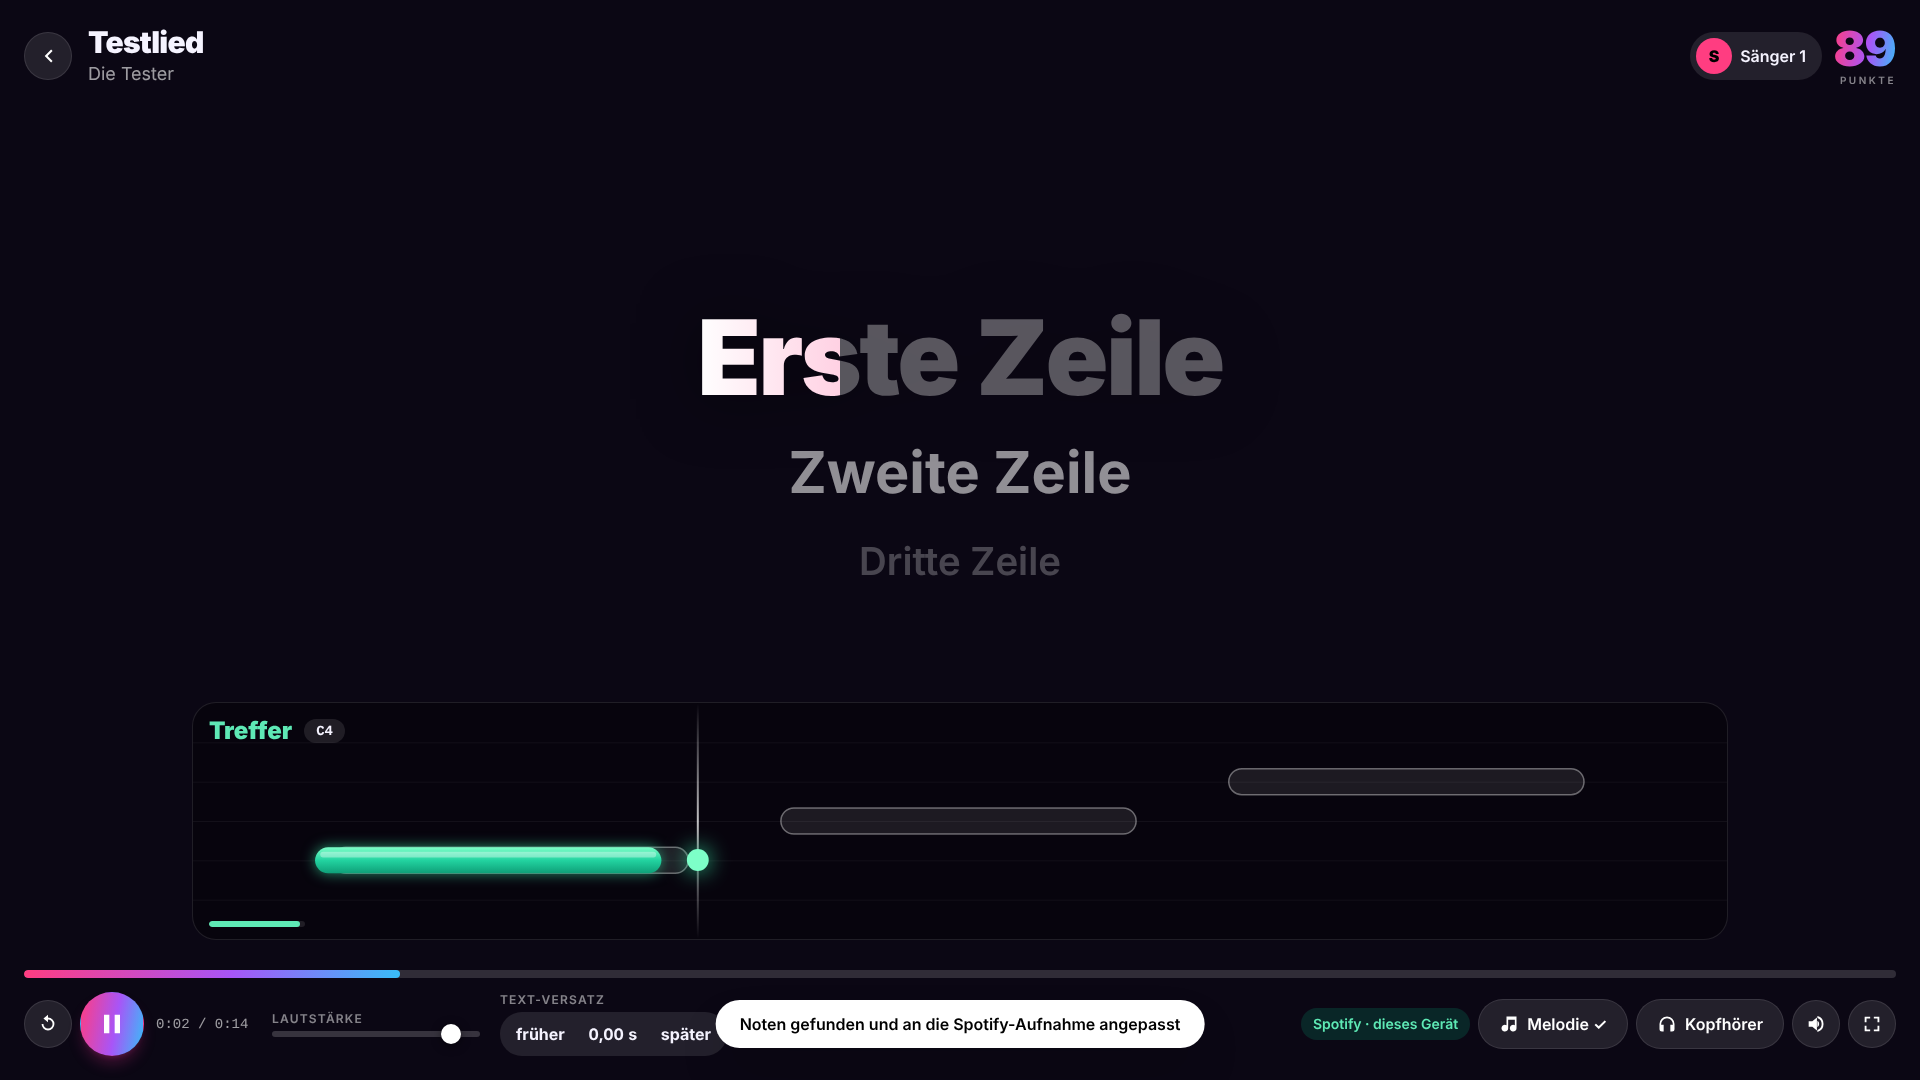 Testlied
Die Tester
S Sänger 1
89
PUNKTE
Erste Zeile
Zweite Zeile
Dritte Zeile
Treffer C4
0:02 / 0:14
LAUTSTÄRKE
TEXT-VERSATZ
früher 0,00 s später
Noten gefunden und an die Spotify-Aufnahme angepasst
Spotify · dieses Gerät
Melodie ✓
Kopfhörer